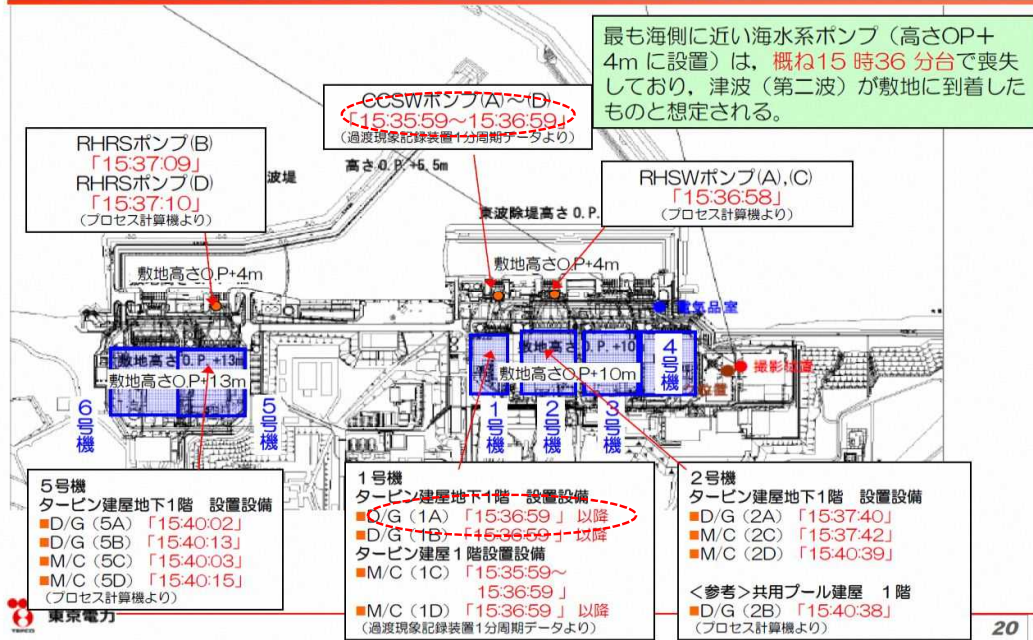 最も海側に近い海水系ポンプ（高さOP＋
4m に設置）は，概ね15 時36 分台で喪失
しており，津波（第二波）が敷地に到着した
ものと想定される。
CCSWポンプ(A)～(D)
「15:35:59～15:36:59」
（過渡現象記録装置1分周期データより）
RHRSポンプ(B)
「15:37:09」
RHRSポンプ(D)
「15:37:10」
（プロセス計算機より）
波堤
高さ O.P.+5.5m
RHSWポンプ(A),(C)
「15:36:58」
（プロセス計算機より）
東波除堤高さ O.P.
敷地高さO.P+4m
敷地高さO.P+4m
電気品室
敷地高さ O.P.+13m
敷地高さO.P+13m
敷地高さ O.P.+10
敷地高さO.P+10m
撮影位置
位置
6号機
5号機
1号機
2号機
3号機
4号機
5号機
タービン建屋地下1階　設置設備
■D/G（5A）「15:40:02」
■D/G（5B）「15:40:13」
■M/C（5C）「15:40:03」
■M/C（5D）「15:40:15」
（プロセス計算機より）
1号機
タービン建屋地下1階　設置設備
■D/G（1A）「15:36:59 」以降
■D/G（1B）「15:36:59 」以降
タービン建屋1階設置設備
■M/C（1C）「15:35:59～
15:36:59 」
■M/C（1D）「15:36:59 」以降
（過渡現象記録装置1分周期データより）
2号機
タービン建屋地下1階　設置設備
■D/G（2A）「15:37:40」
■M/C（2C）「15:37:42」
■M/C（2D）「15:40:39」
＜参考＞共用プール建屋　1階
■D/G（2B）「15:40:38」
（プロセス計算機より）
TEPCO
東京電力
20